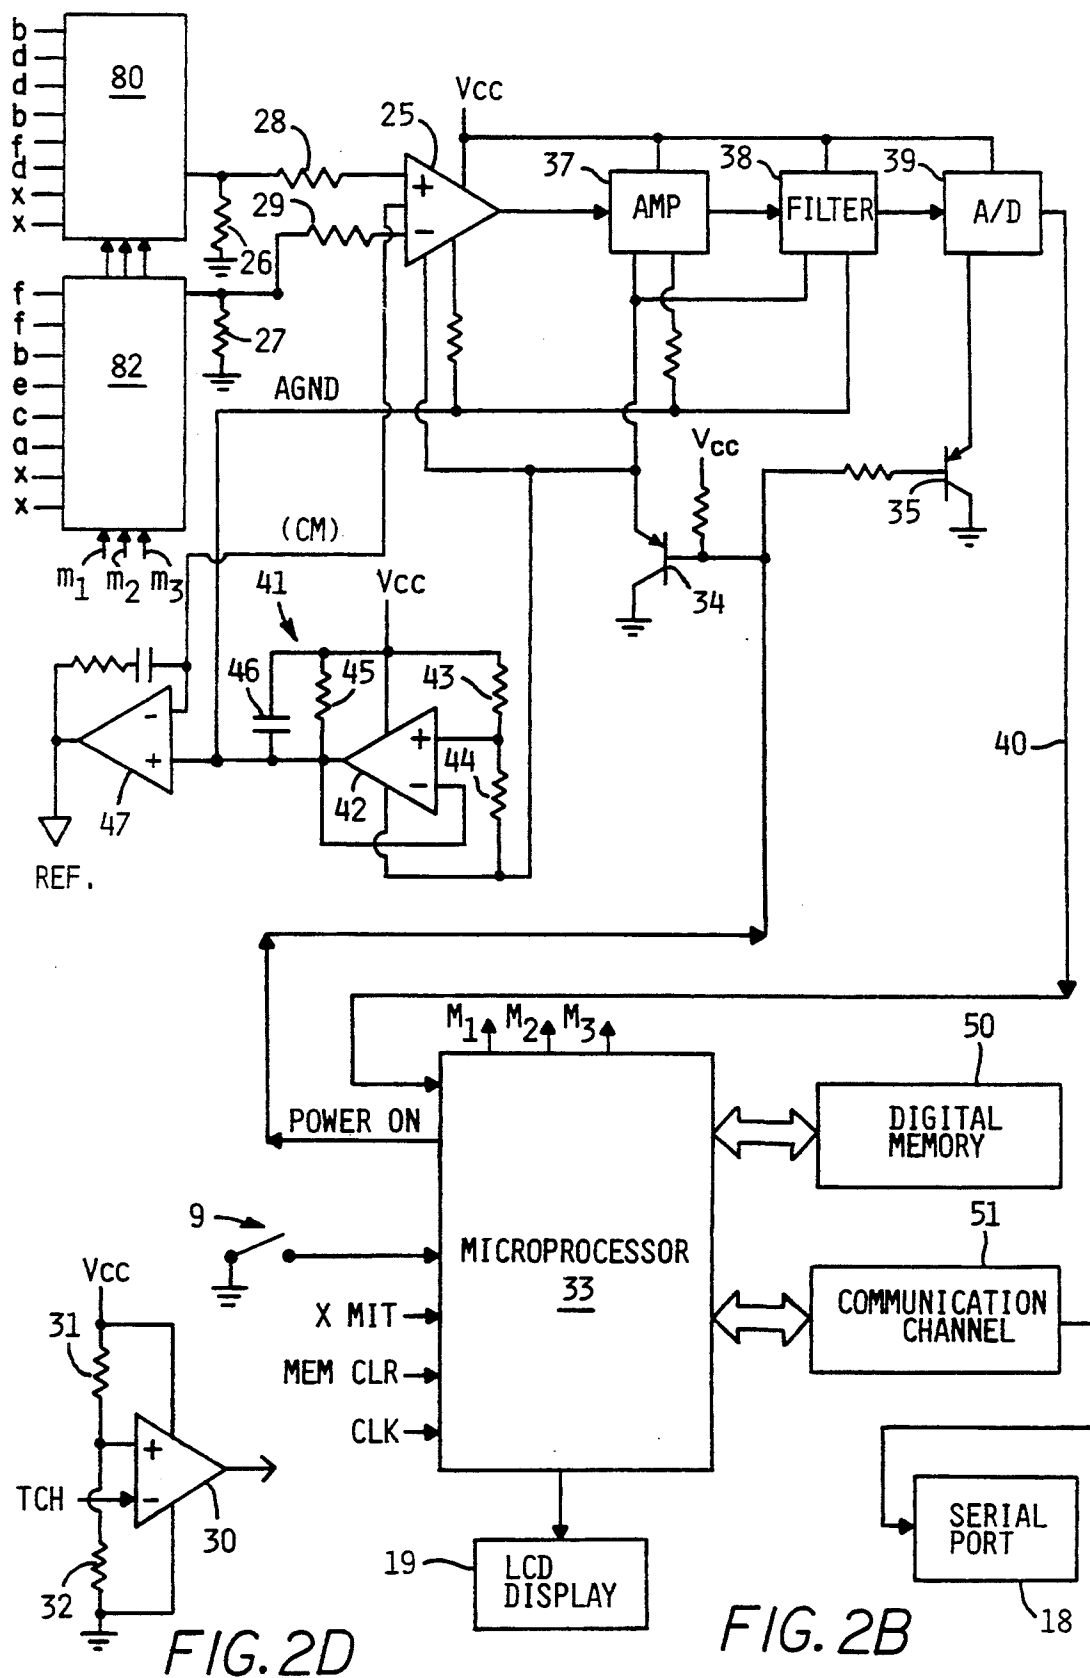 b
d
d
b
f
d
x
x
80
f
f
b
e
c
a
x
x
82
m1 m2 m3
28
29
26
27
25
Vcc
37
AMP
38
FILTER
39
A/D
AGND
Vcc
35
34
(CM)
41
Vcc
46
45
43
44
42
47
REF.
40
M1 M2 M3
POWER ON
9
MICROPROCESSOR
33
X MIT
MEM CLR
CLK
50
DIGITAL
MEMORY
51
COMMUNICATION
CHANNEL
SERIAL
PORT
18
19
LCD
DISPLAY
Vcc
31
TCH
30
32
FIG. 2D
FIG. 2B